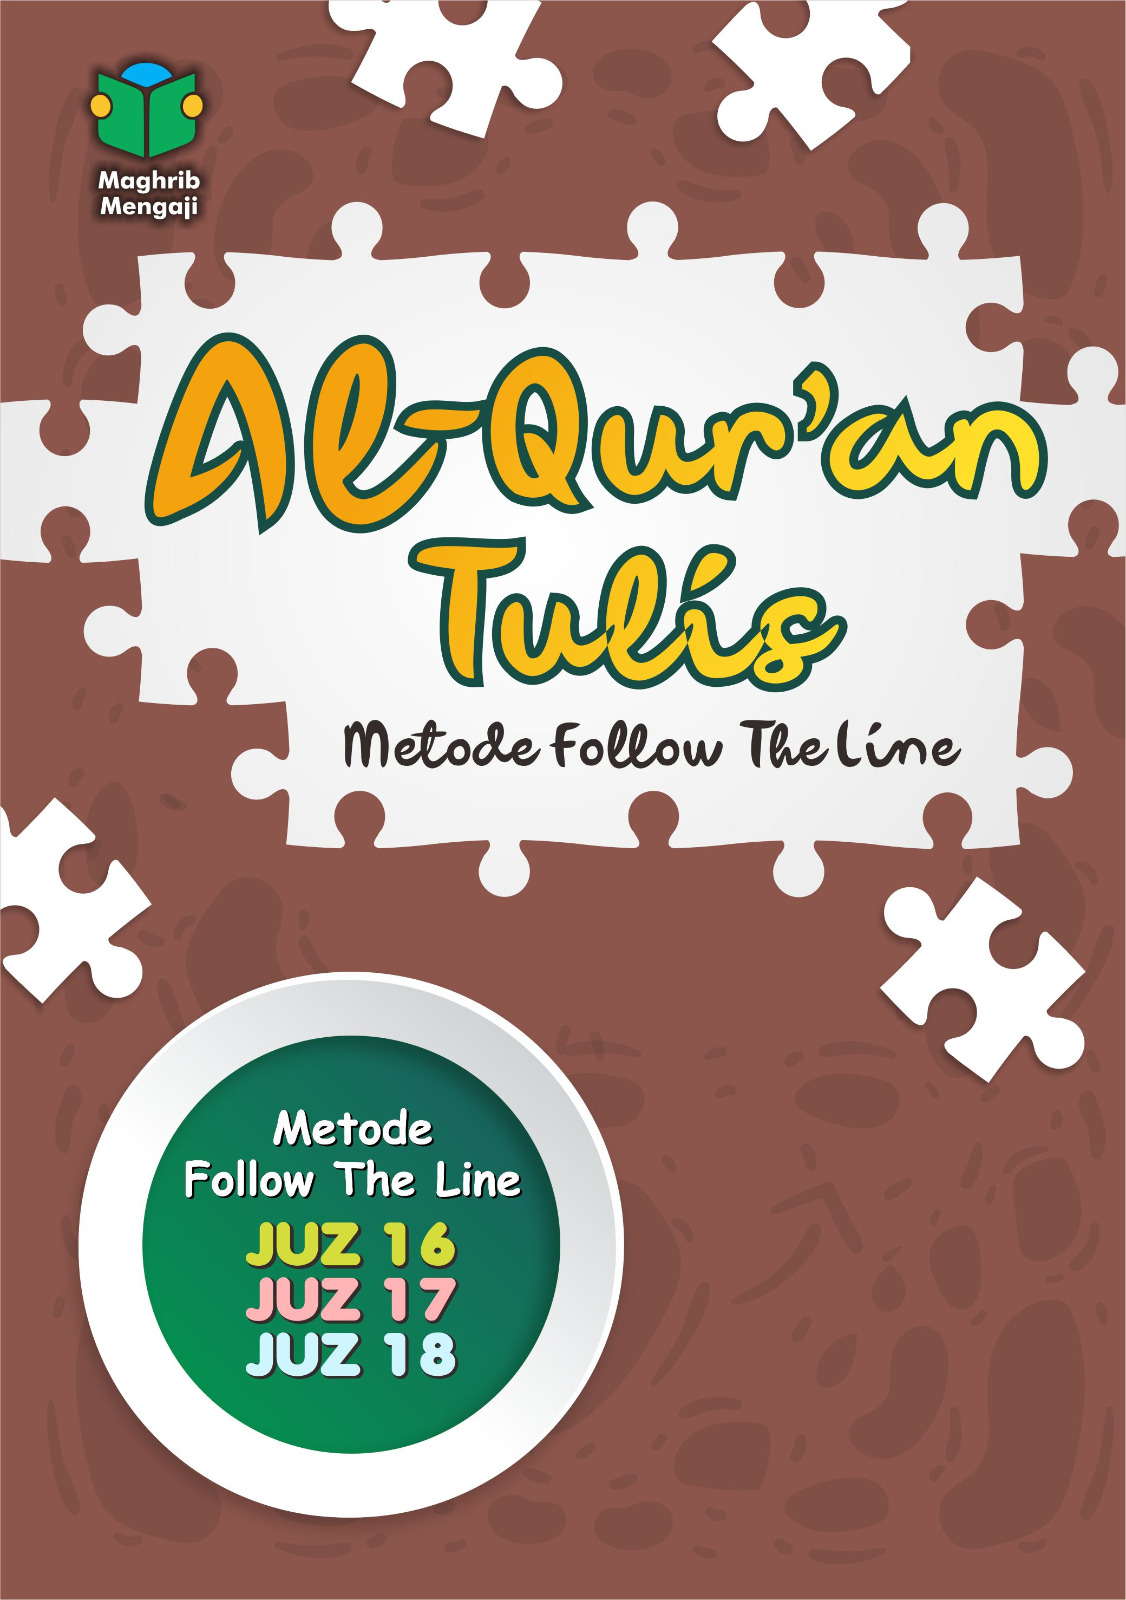 Maghrib
Mengaji
Al-Qur'an
Tulis
Metode Follow The Line
Metode
Follow The Line
JUZ 16
JUZ 17
JUZ 18